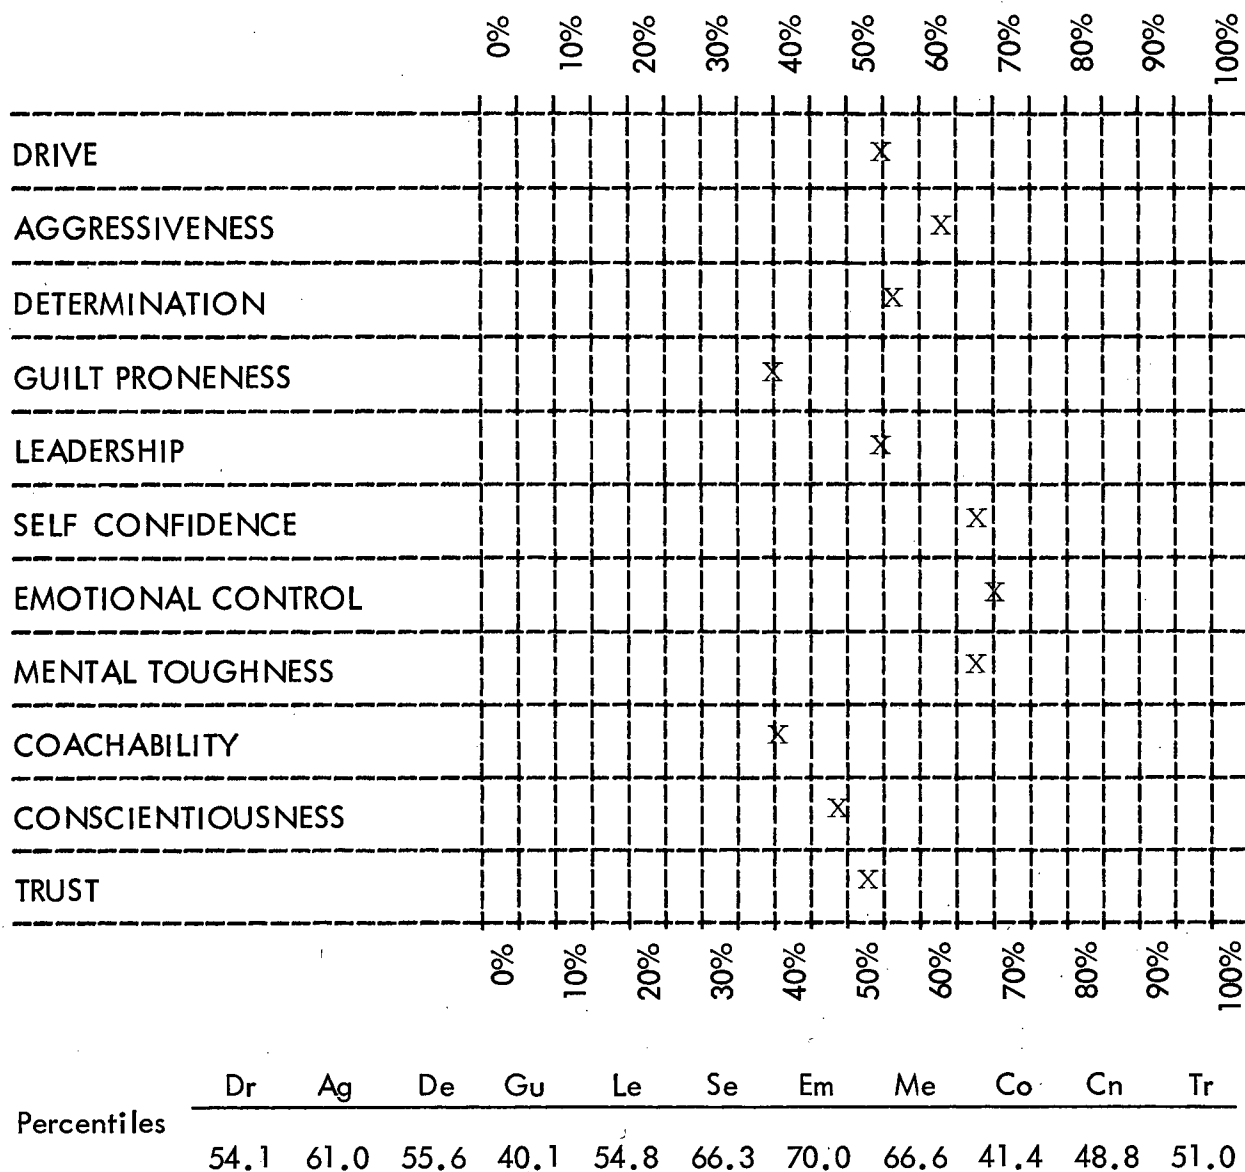 0% 10% 20% 30% 40% 50% 60% 70% 80% 90% 100%
DRIVE X
AGGRESSIVENESS X
DETERMINATION X
GUILT PRONENESS X
LEADERSHIP X
SELF CONFIDENCE X
EMOTIONAL CONTROL X
MENTAL TOUGHNESS X
COACHABILITY X
CONSCIENTIOUSNESS X
TRUST X
0% 10% 20% 30% 40% 50% 60% 70% 80% 90% 100%
Dr Ag De Gu Le Se Em Me Co Cn Tr
Percentiles
54.1 61.0 55.6 40.1 54.8 66.3 70.0 66.6 41.4 48.8 51.0